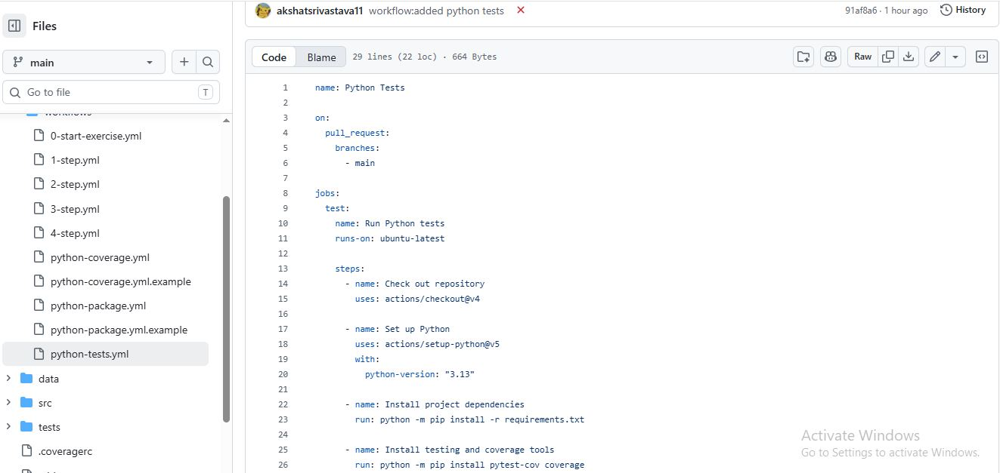 Files
main
Go to file
T
workflows
0-start-exercise.yml
1-step.yml
2-step.yml
3-step.yml
4-step.yml
python-coverage.yml
python-coverage.yml.example
python-package.yml
python-package.yml.example
python-tests.yml
data
src
tests
.coveragerc
akshatsrivastava11 workflow:added python tests
91af8a6 · 1 hour ago
History
Code Blame 29 lines (22 loc) · 664 Bytes
Raw
1 name: Python Tests
2
3 on:
4 pull_request:
5 branches:
6 - main
7
8 jobs:
9 test:
10 name: Run Python tests
11 runs-on: ubuntu-latest
12
13 steps:
14 - name: Check out repository
15 uses: actions/checkout@v4
16
17 - name: Set up Python
18 uses: actions/setup-python@v5
19 with:
20 python-version: "3.13"
21
22 - name: Install project dependencies
23 run: python -m pip install -r requirements.txt
24
25 - name: Install testing and coverage tools
26 run: python -m pip install pytest-cov coverage
Activate Windows
Go to Settings to activate Windows.